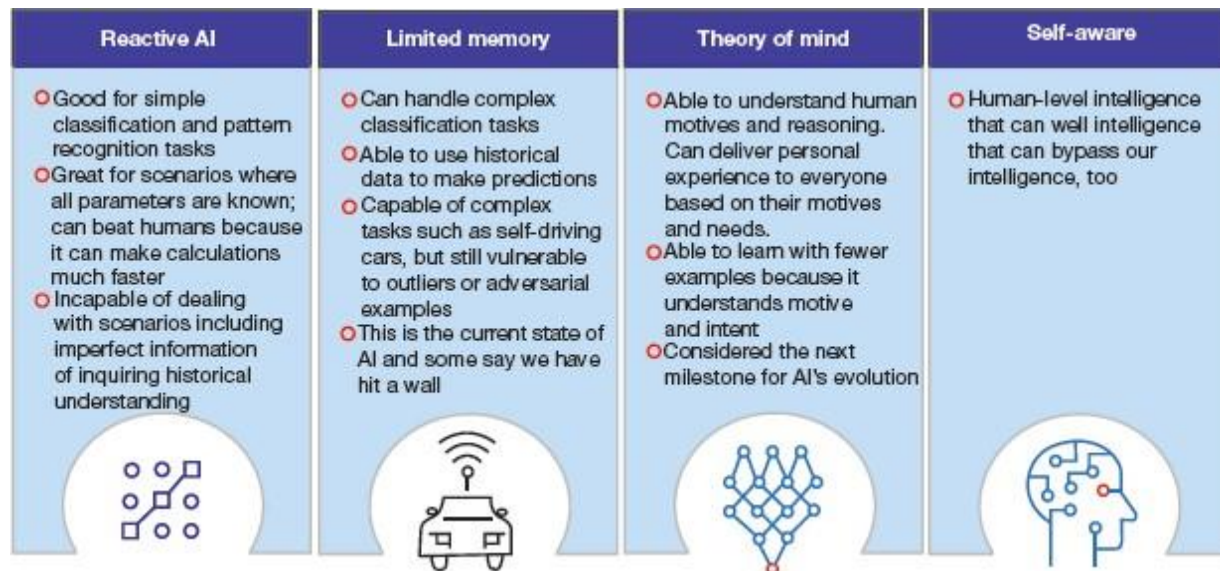 Reactive AI
Good for simple
classification and pattern
recognition tasks
Great for scenarios where
all parameters are known;
can beat humans because
it can make calculations
much faster
Incapable of dealing
with scenarios including
imperfect information
of inquiring historical
understanding
Limited memory
Can handle complex
classification tasks
Able to use historical
data to make predictions
Capable of complex
tasks such as self-driving
cars, but still vulnerable
to outliers or adversarial
examples
This is the current state of
AI and some say we have
hit a wall
Theory of mind
Able to understand human
motives and reasoning.
Can deliver personal
experience to everyone
based on their motives
and needs.
Able to learn with fewer
examples because it
understands motive
and intent
Considered the next
milestone for AI's evolution
Self-aware
Human-level intelligence
that can well intelligence
that can bypass our
intelligence, too